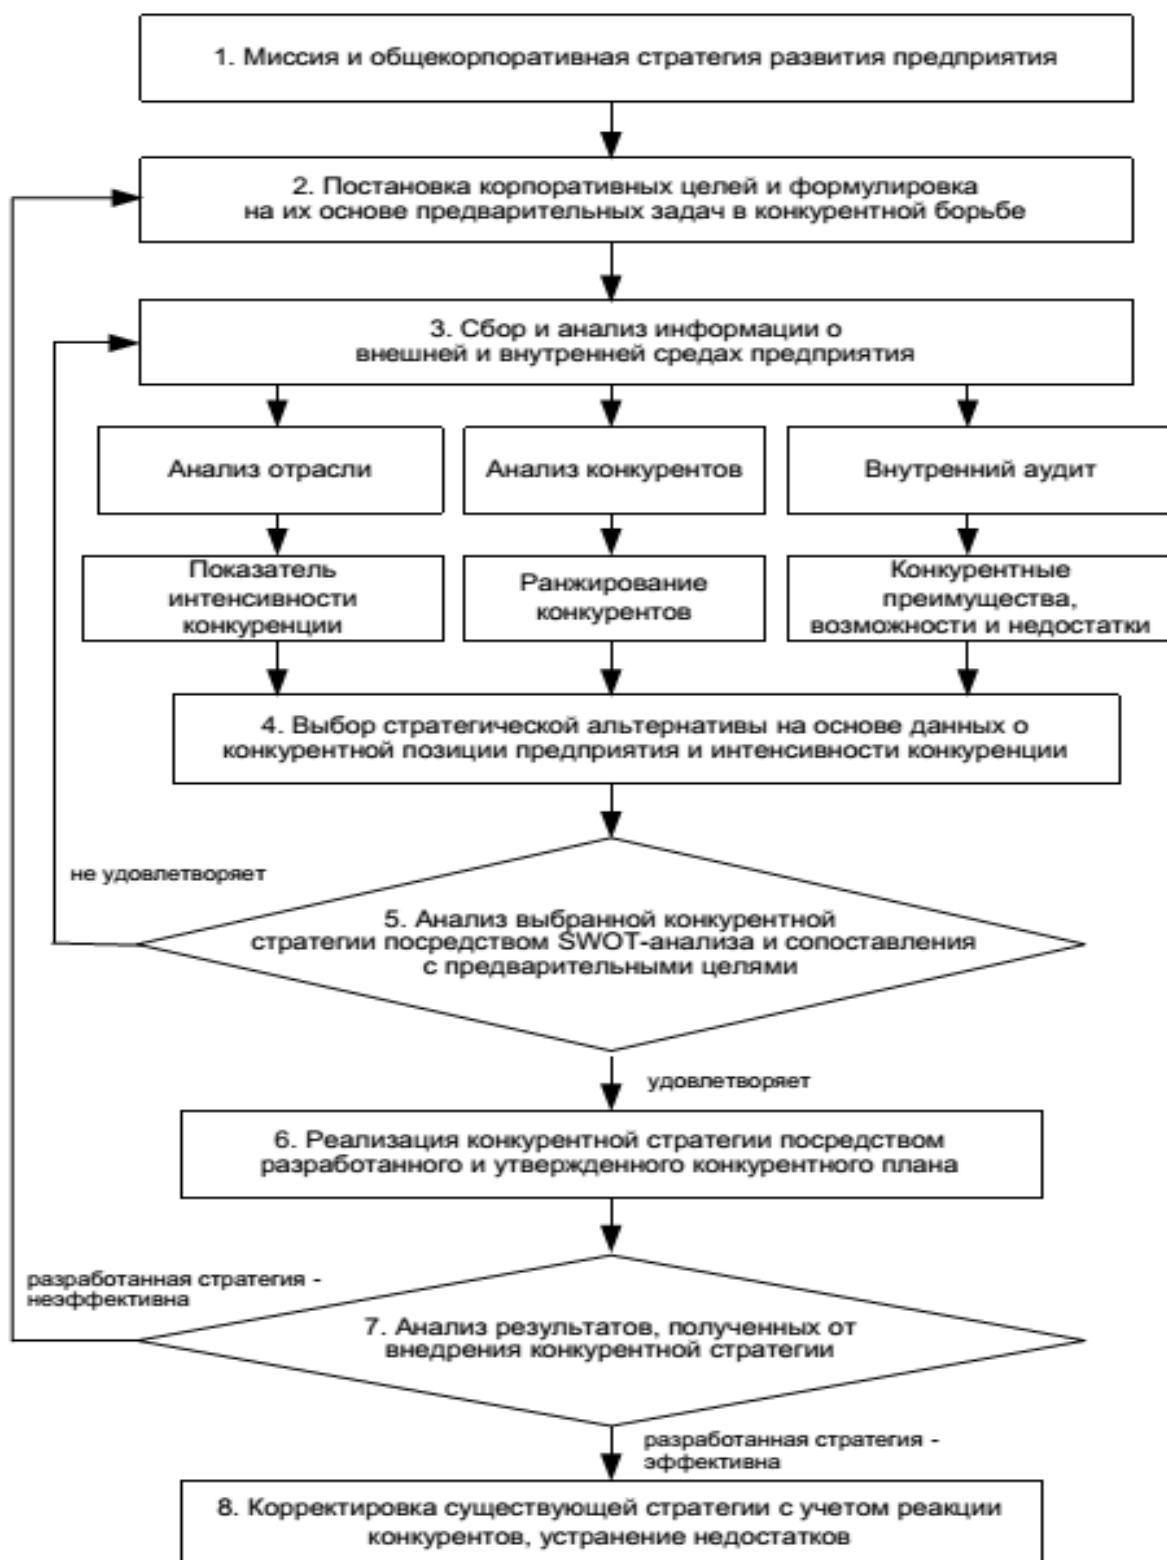 1. Миссия и общекорпоративная стратегия развития предприятия
2. Постановка корпоративных целей и формулировка
на их основе предварительных задач в конкурентной борьбе
3. Сбор и анализ информации о
внешней и внутренней средах предприятия
Анализ отрасли
Анализ конкурентов
Внутренний аудит
Показатель
интенсивности
конкуренции
Ранжирование
конкурентов
Конкурентные
преимущества,
возможности и недостатки
4. Выбор стратегической альтернативы на основе данных о
конкурентной позиции предприятия и интенсивности конкуренции
не удовлетворяет
5. Анализ выбранной конкурентной
стратегии посредством SWOT-анализа и сопоставления
с предварительными целями
удовлетворяет
6. Реализация конкурентной стратегии посредством
разработанного и утвержденного конкурентного плана
разработанная стратегия -
неэффективна
7. Анализ результатов, полученных от
внедрения конкурентной стратегии
разработанная стратегия -
эффективна
8. Корректировка существующей стратегии с учетом реакции
конкурентов, устранение недостатков